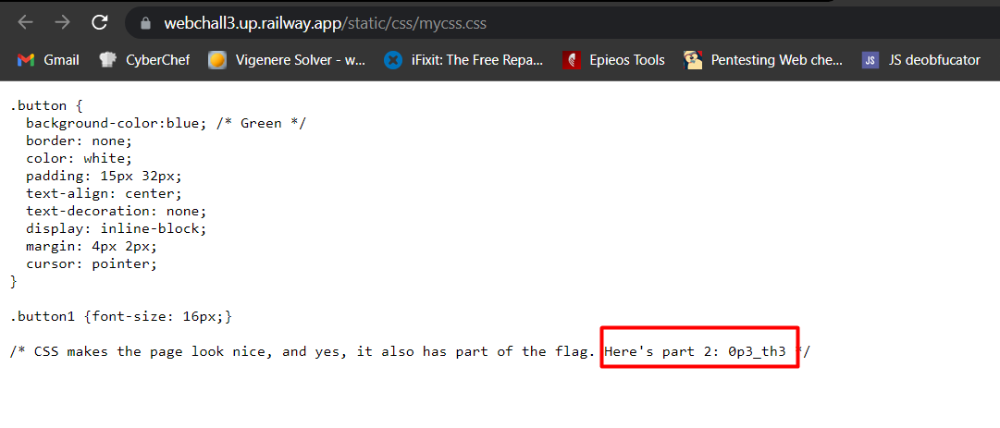 webchall3.up.railway.app/static/css/mycss.css
Gmail CyberChef Vigenere Solver - w... iFixit: The Free Repa... Epieos Tools Pentesting Web che... JS JS deobfucator
.button {
  background-color:blue; /* Green */
  border: none;
  color: white;
  padding: 15px 32px;
  text-align: center;
  text-decoration: none;
  display: inline-block;
  margin: 4px 2px;
  cursor: pointer;
}
.button1 {font-size: 16px;}
/* CSS makes the page look nice, and yes, it also has part of the flag. Here's part 2: 0p3_th3 */